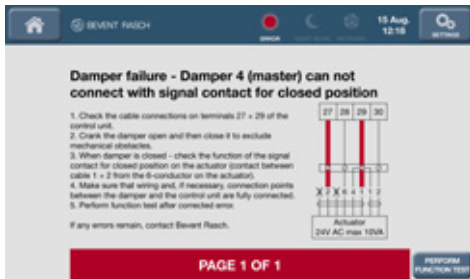 BEVENT RASCH
ERROR
15 Aug.
12:18
SETTINGS
Damper failure - Damper 4 (master) can not
connect with signal contact for closed position
1. Check the cable connections on terminals 27 + 29 of the
control unit.
2. Crank the damper open and then close it to exclude
mechanical obstacles.
3. When damper is closed - check the function of the signal
contact for closed position on the actuator (contact between
cable 1 + 2 from the 6-conductor on the actuator).
4. Make sure that wiring and, if necessary, connection points
between the damper and the control unit are fully connected.
5. Perform function test after corrected error.
If any errors remain, contact Bevent Rasch.
27 28 29 30
Actuator
24V AC max 10VA
PAGE 1 OF 1
PERFORM
FUNCTION TEST